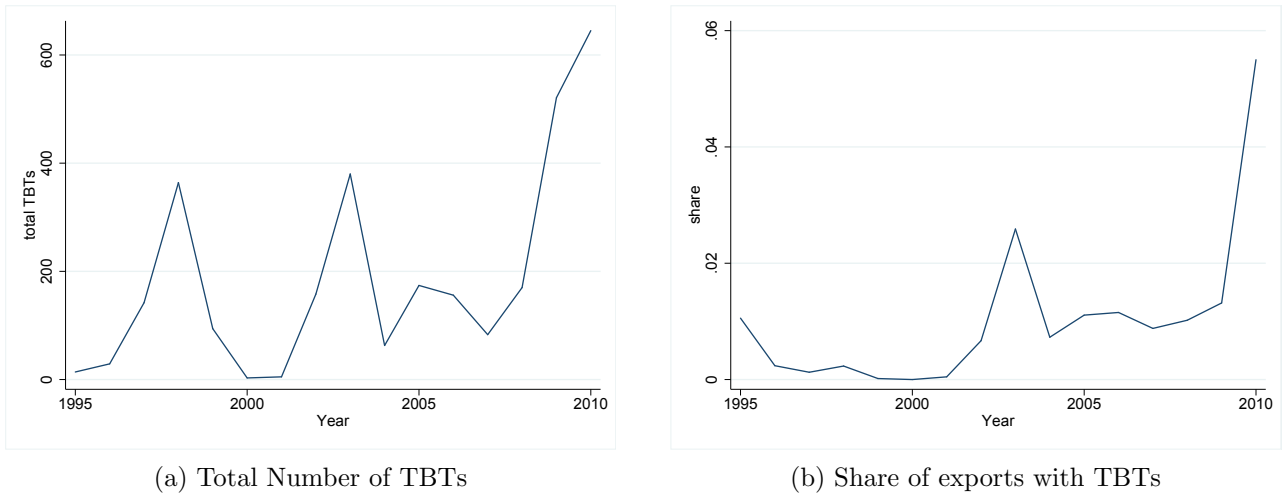 total TBTs
600
400
200
0
1995 2000 2005 2010
Year
(a) Total Number of TBTs
share
.06
.04
.02
0
1995 2000 2005 2010
Year
(b) Share of exports with TBTs